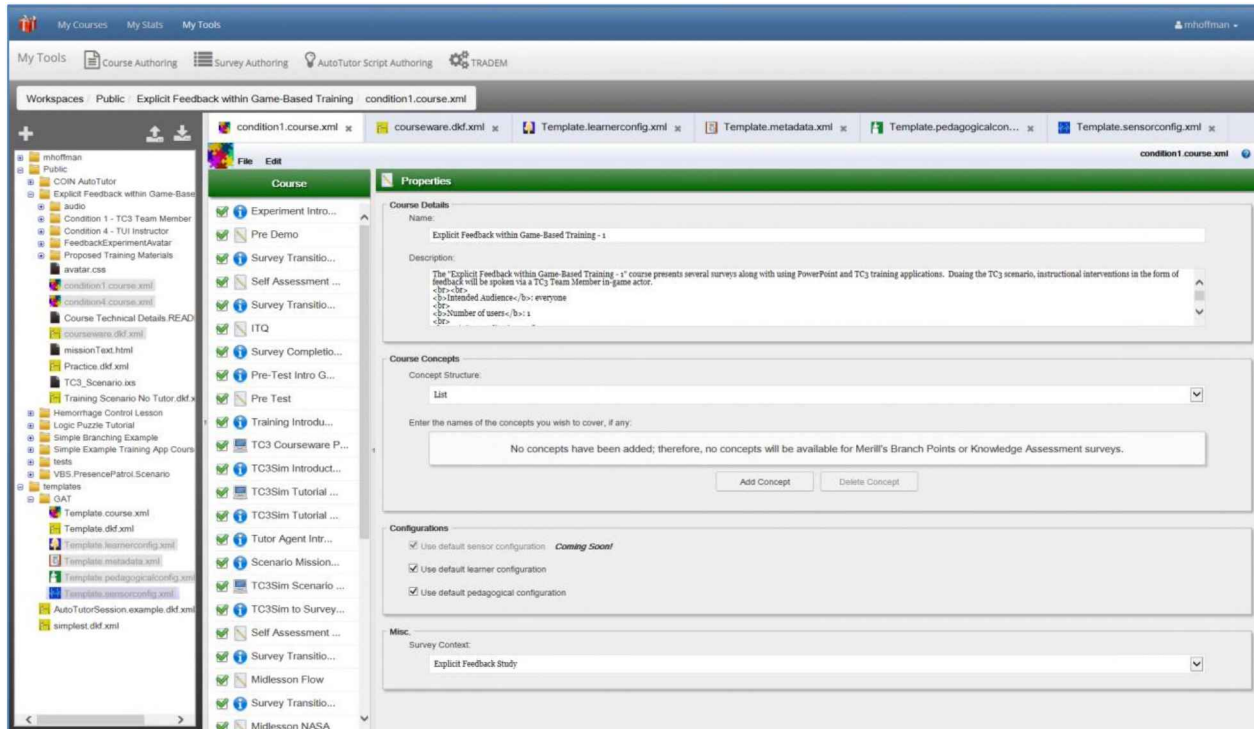 My Courses My Stats My Tools mhoffman
My Tools Course Authoring Survey Authoring AutoTutor Script Authoring TRADEM
Workspaces Public Explicit Feedback within Game-Based Training condition1.course.xml
condition1.course.xml courseware.dkf.xml Template.learnerconfig.xml Template.metadata.xml Template.pedagogicalcon... Template.sensorconfig.xml
mhoffman
Public
COIN AutoTutor
Explicit Feedback within Game-Base
audio
Condition 1 - TC3 Team Member
Condition 4 - TUI Instructor
FeedbackExperimentAvatar
Proposed Training Materials
avatar.css
condition1.course.xml
condition4.course.xml
Course Technical Details.READ
courseware.dkf.xml
missionText.html
Practice.dkf.xml
TC3_Scenario.ixs
Training Scenario No Tutor.dkf.x
Hemorrhage Control Lesson
Logic Puzzle Tutorial
Simple Branching Example
Simple Example Training App Cours
tests
VBS.PresencePatrol.Scenario
templates
GAT
Template.course.xml
Template.dkf.xml
Template.learnerconfig.xml
Template.metadata.xml
Template.pedagogicalconfig.xml
Template.sensorconfig.xml
AutoTutorSession.example.dkf.xml
simplest.dkf.xml
File Edit
condition1.course.xml
Course
Experiment Intro...
Pre Demo
Survey Transitio...
Self Assessment ...
Survey Transitio...
ITQ
Survey Completio...
Pre-Test Intro G...
Pre Test
Training Introdu...
TC3 Courseware P...
TC3Sim Introduct...
TC3Sim Tutorial ...
TC3Sim Tutorial ...
Tutor Agent Intr...
Scenario Mission...
TC3Sim Scenario ...
TC3Sim to Survey...
Self Assessment ...
Survey Transitio...
Midlesson Flow
Survey Transitio...
Midlesson NASA
Properties
Course Details
Name:
Explicit Feedback within Game-Based Training - 1
Description:
The "Explicit Feedback within Game-Based Training - 1" course presents several surveys along with using PowerPoint and TC3 training applications. Duaing the TC3 scenario, instructional interventions in the form of
feedback will be spoken via a TC3 Team Member in-game actor.
<br><br>
<b>Intended Audience</b>: everyone
<br>
<b>Number of users</b>: 1
<br>
Course Concepts
Concept Structure:
List
Enter the names of the concepts you wish to cover, if any:
No concepts have been added; therefore, no concepts will be available for Merill's Branch Points or Knowledge Assessment surveys.
Add Concept Delete Concept
Configurations
Use default sensor configuration Coming Soon!
Use default learner configuration
Use default pedagogical configuration
Misc.
Survey Context:
Explicit Feedback Study